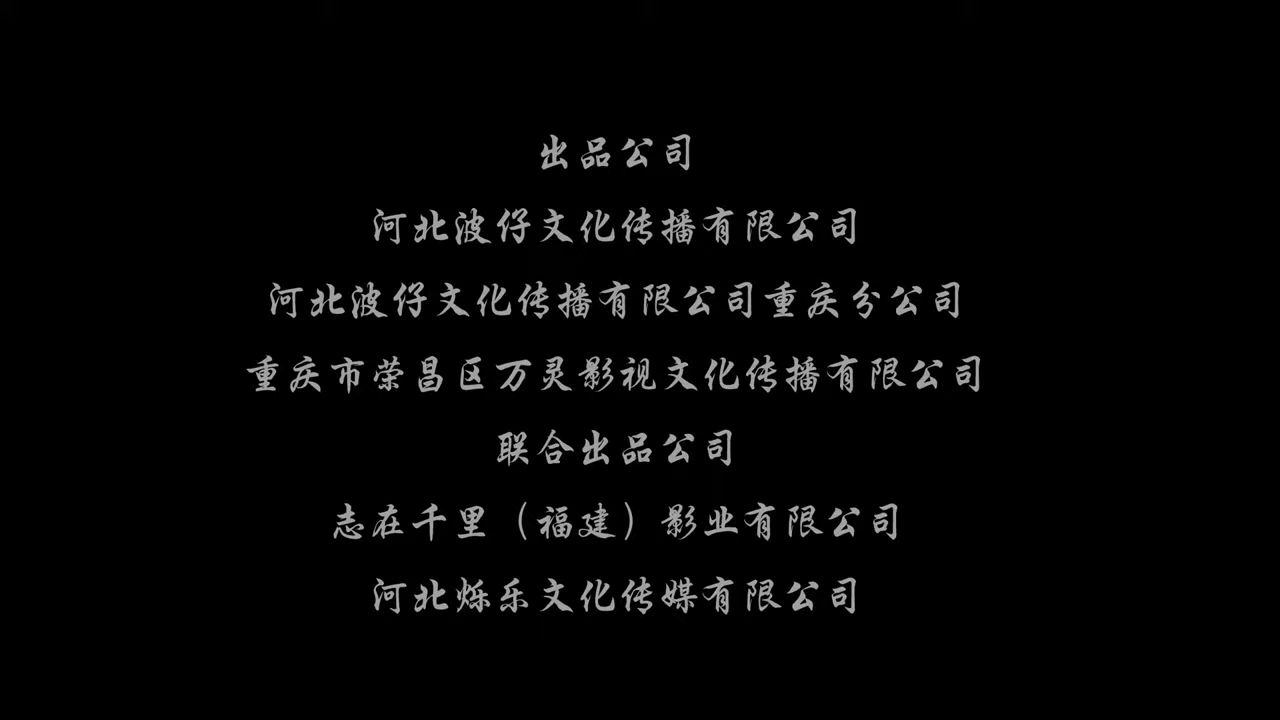 出品公司
河北波仔文化传播有限公司
河北波仔文化传播有限公司重庆分公司
重庆市荣昌区万灵影视文化传播有限公司
联合出品公司
志在千里（福建）影业有限公司
河北烁乐文化传媒有限公司